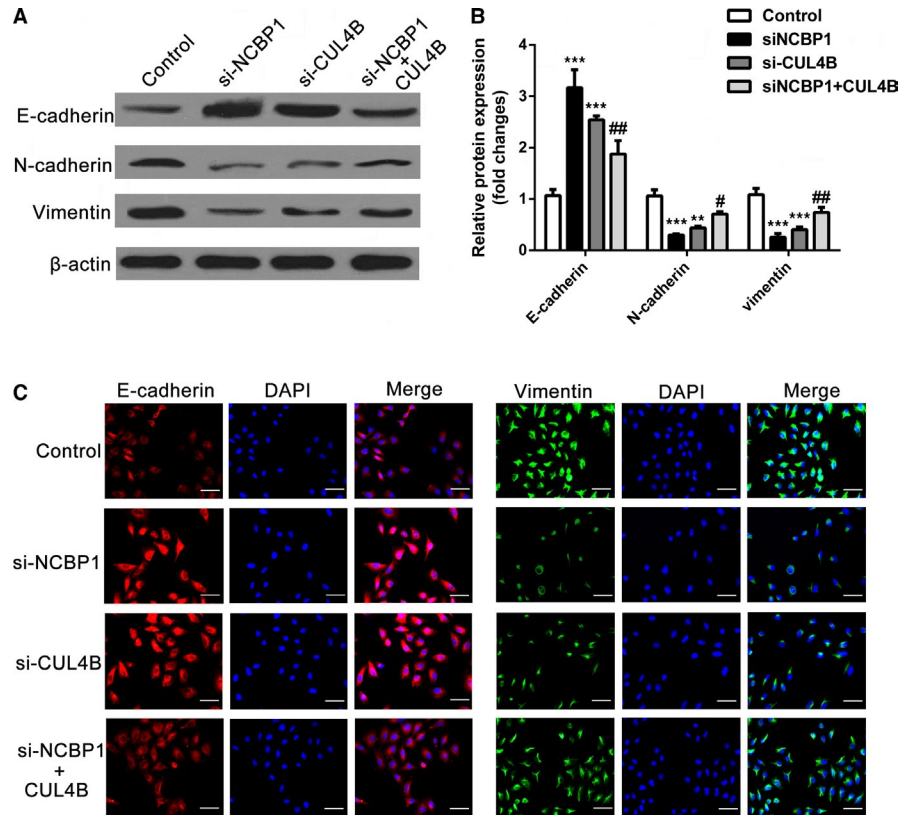 A
Control
si-NCBP1
si-CUL4B
si-NCBP1
+
CUL4B
E-cadherin
N-cadherin
Vimentin
β-actin
B
Relative protein expression
(fold changes)
4
3
2
1
0
***
***
##
***
**
#
***
***
##
E-cadherin
N-cadherin
vimentin
Control
siNCBP1
si-CUL4B
siNCBP1+CUL4B
C
E-cadherin
DAPI
Merge
Vimentin
DAPI
Merge
Control
si-NCBP1
si-CUL4B
si-NCBP1
+
CUL4B